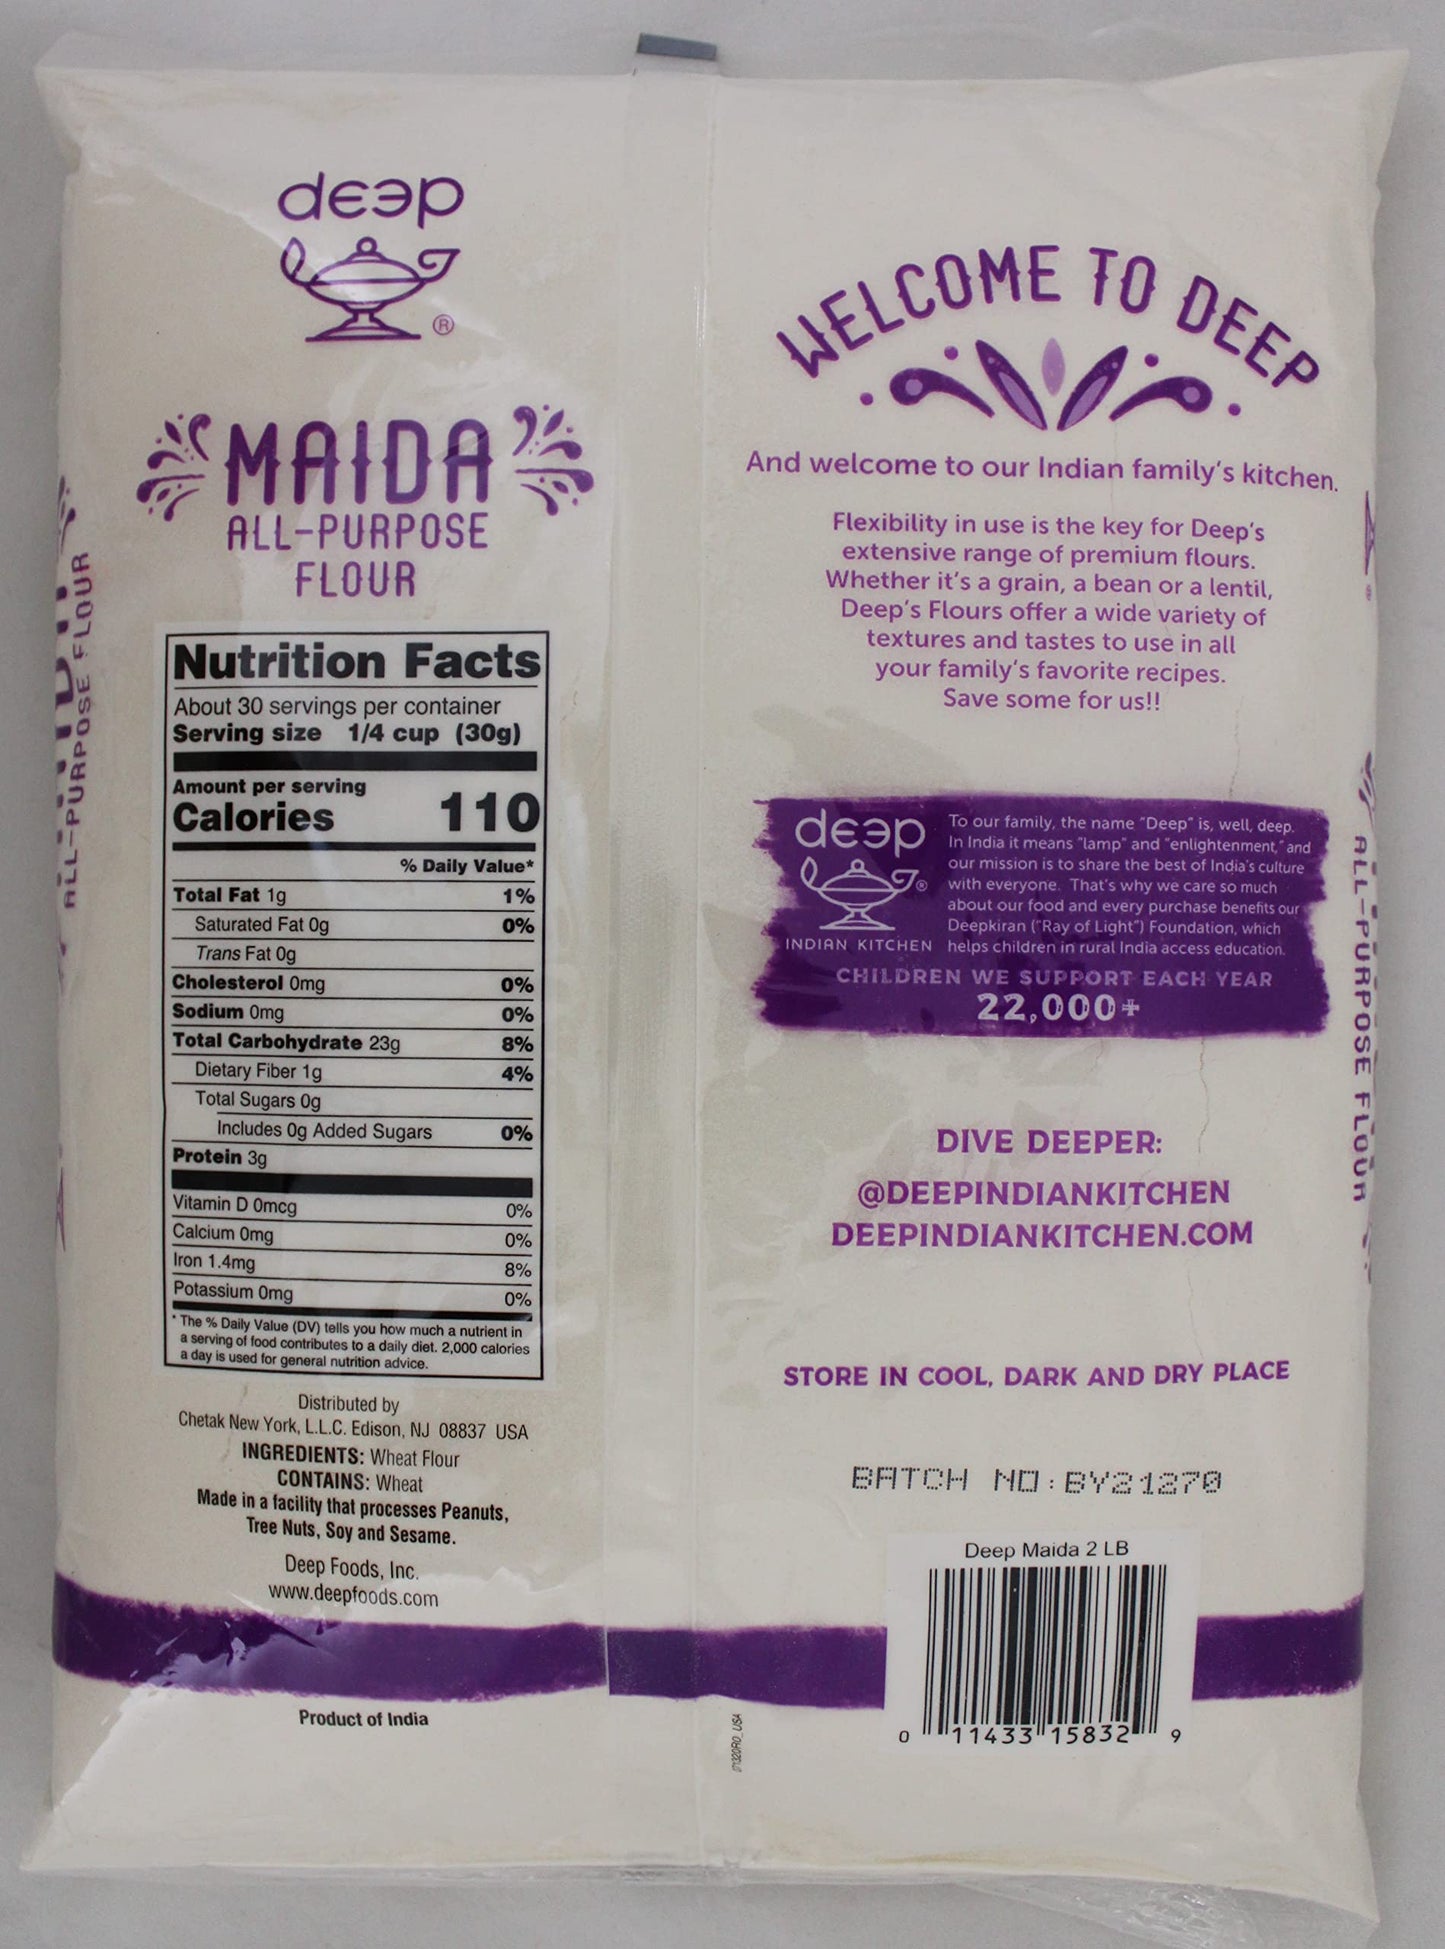 deep
®
MAIDA
ALL-PURPOSE
FLOUR
Nutrition Facts
About 30 servings per container
Serving size 1/4 cup (30g)
Amount per serving
Calories 110
% Daily Value*
Total Fat 1g 1%
Saturated Fat 0g 0%
Trans Fat 0g
Cholesterol 0mg 0%
Sodium 0mg 0%
Total Carbohydrate 23g 8%
Dietary Fiber 1g 4%
Total Sugars 0g
Includes 0g Added Sugars 0%
Protein 3g
Vitamin D 0mcg 0%
Calcium 0mg 0%
Iron 1.4mg 8%
Potassium 0mg 0%
* The % Daily Value (DV) tells you how much a nutrient in
a serving of food contributes to a daily diet. 2,000 calories
a day is used for general nutrition advice.
Distributed by
Chetak New York, L.L.C. Edison, NJ 08837 USA
INGREDIENTS: Wheat Flour
CONTAINS: Wheat
Made in a facility that processes Peanuts,
Tree Nuts, Soy and Sesame.
Deep Foods, Inc.
www.deepfoods.com
Product of India
WELCOME TO DEEP
And welcome to our Indian family's kitchen.
Flexibility in use is the key for Deep's
extensive range of premium flours.
Whether it's a grain, a bean or a lentil,
Deep's Flours offer a wide variety of
textures and tastes to use in all
your family's favorite recipes.
Save some for us!!
deep
®
INDIAN KITCHEN
To our family, the name "Deep" is, well, deep.
In India it means "lamp" and "enlightenment," and
our mission is to share the best of India's culture
with everyone. That's why we care so much
about our food and every purchase benefits our
Deepkiran ("Ray of Light") Foundation, which
helps children in rural India access education.
CHILDREN WE SUPPORT EACH YEAR
22,000+
DIVE DEEPER:
@DEEPINDIANKITCHEN
DEEPINDIANKITCHEN.COM
STORE IN COOL, DARK AND DRY PLACE
BATCH NO:BY21270
Deep Maida 2 LB
0 11433 15832 9
ALL-PURPOSE FLOUR
ALL-PURPOSE FLOUR